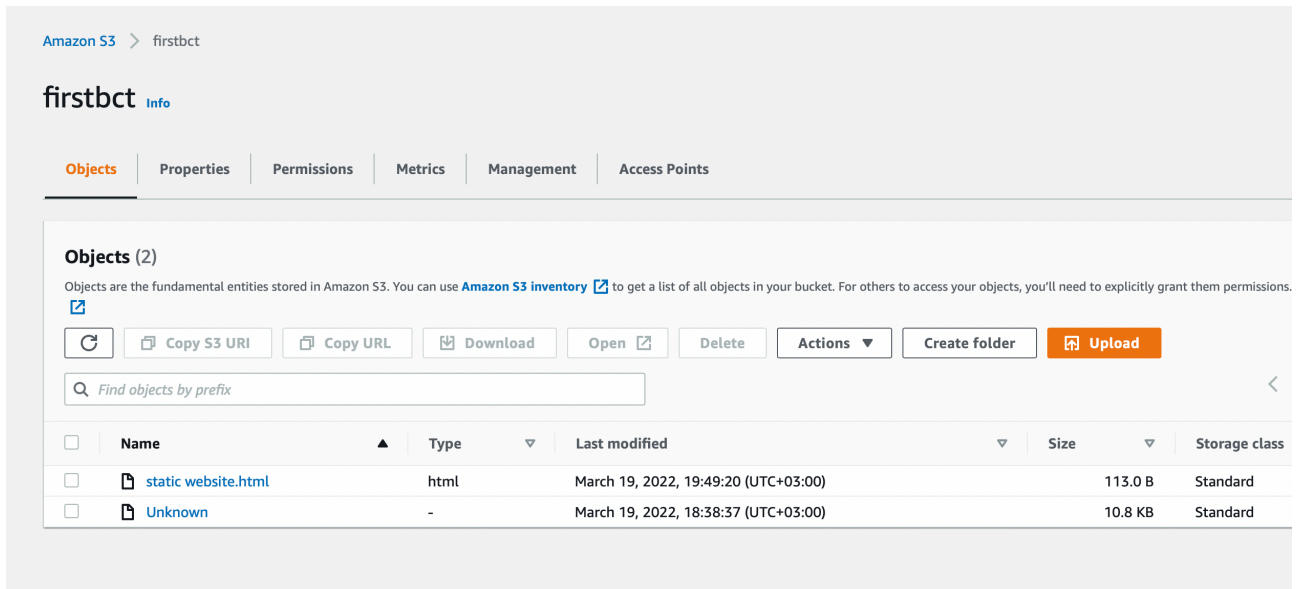 Amazon S3 firstbct
firstbct Info
Objects Properties Permissions Metrics Management Access Points
Objects (2)
Objects are the fundamental entities stored in Amazon S3. You can use Amazon S3 inventory to get a list of all objects in your bucket. For others to access your objects, you'll need to explicitly grant them permissions.
Copy S3 URI Copy URL Download Open Delete Actions Create folder Upload
Find objects by prefix
Name Type Last modified Size Storage class
static website.html html March 19, 2022, 19:49:20 (UTC+03:00) 113.0 B Standard
Unknown - March 19, 2022, 18:38:37 (UTC+03:00) 10.8 KB Standard